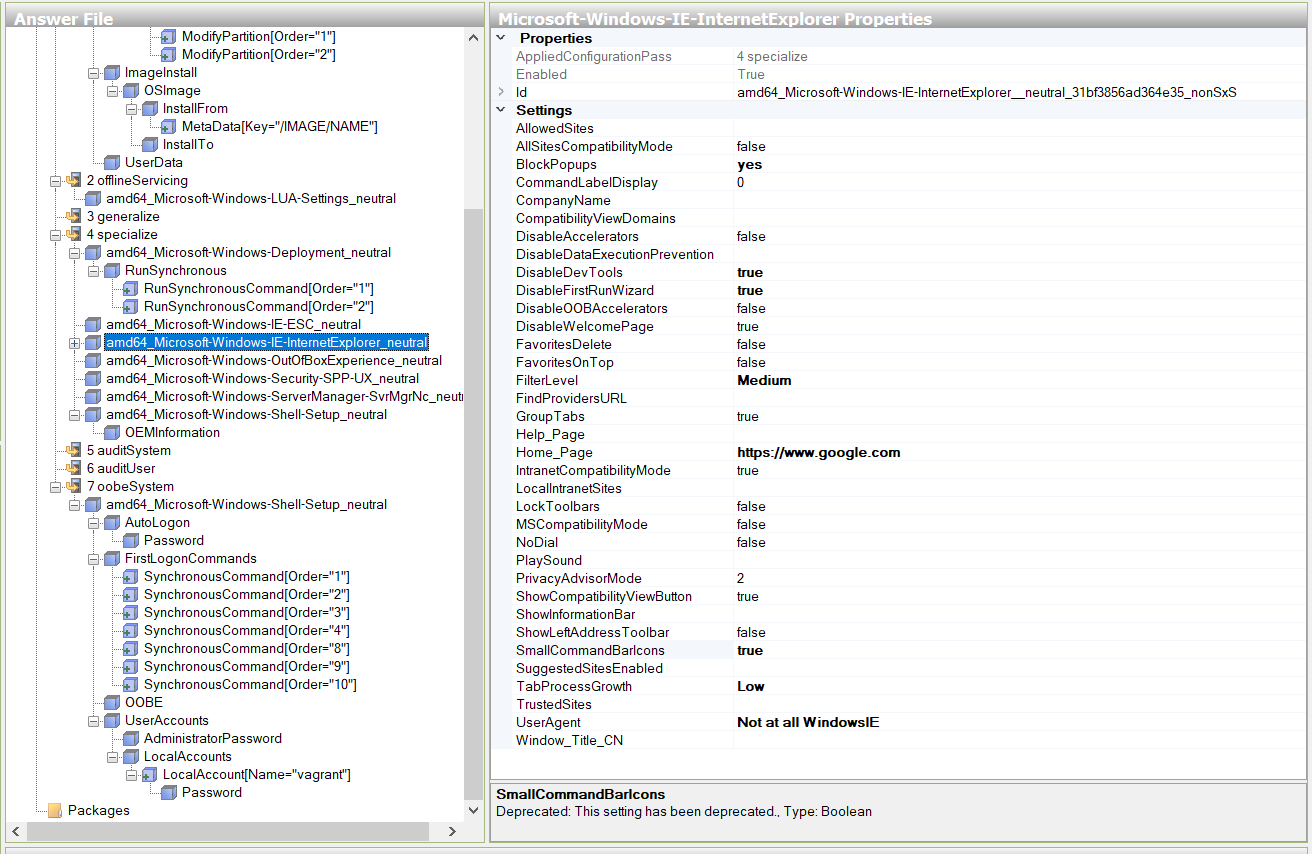 Answer File
ModifyPartition[Order="1"]
ModifyPartition[Order="2"]
ImageInstall
OSImage
InstallFrom
MetaData[Key="/IMAGE/NAME"]
InstallTo
UserData
2 offlineServicing
amd64_Microsoft-Windows-LUA-Settings_neutral
3 generalize
4 specialize
amd64_Microsoft-Windows-Deployment_neutral
RunSynchronous
RunSynchronousCommand[Order="1"]
RunSynchronousCommand[Order="2"]
amd64_Microsoft-Windows-IE-ESC_neutral
amd64_Microsoft-Windows-IE-InternetExplorer_neutral
amd64_Microsoft-Windows-OutOfBoxExperience_neutral
amd64_Microsoft-Windows-Security-SPP-UX_neutral
amd64_Microsoft-Windows-ServerManager-SvrMgrNc_neutr
amd64_Microsoft-Windows-Shell-Setup_neutral
OEMInformation
5 auditSystem
6 auditUser
7 oobeSystem
amd64_Microsoft-Windows-Shell-Setup_neutral
AutoLogon
Password
FirstLogonCommands
SynchronousCommand[Order="1"]
SynchronousCommand[Order="2"]
SynchronousCommand[Order="3"]
SynchronousCommand[Order="4"]
SynchronousCommand[Order="8"]
SynchronousCommand[Order="9"]
SynchronousCommand[Order="10"]
OOBE
UserAccounts
AdministratorPassword
LocalAccounts
LocalAccount[Name="vagrant"]
Password
Packages
Microsoft-Windows-IE-InternetExplorer Properties
Properties
AppliedConfigurationPass 4 specialize
Enabled True
Id amd64_Microsoft-Windows-IE-InternetExplorer__neutral_31bf3856ad364e35_nonSxS
Settings
AllowedSites
AllSitesCompatibilityMode false
BlockPopups yes
CommandLabelDisplay 0
CompanyName
CompatibilityViewDomains
DisableAccelerators false
DisableDataExecutionPrevention
DisableDevTools true
DisableFirstRunWizard true
DisableOOBAccelerators false
DisableWelcomePage true
FavoritesDelete false
FavoritesOnTop false
FilterLevel Medium
FindProvidersURL
GroupTabs true
Help_Page
Home_Page https://www.google.com
IntranetCompatibilityMode true
LocalIntranetSites
LockToolbars false
MSCompatibilityMode false
NoDial false
PlaySound
PrivacyAdvisorMode 2
ShowCompatibilityViewButton true
ShowInformationBar
ShowLeftAddressToolbar false
SmallCommandBarIcons true
SuggestedSitesEnabled
TabProcessGrowth Low
TrustedSites
UserAgent Not at all WindowsIE
Window_Title_CN
SmallCommandBarIcons
Deprecated: This setting has been deprecated., Type: Boolean